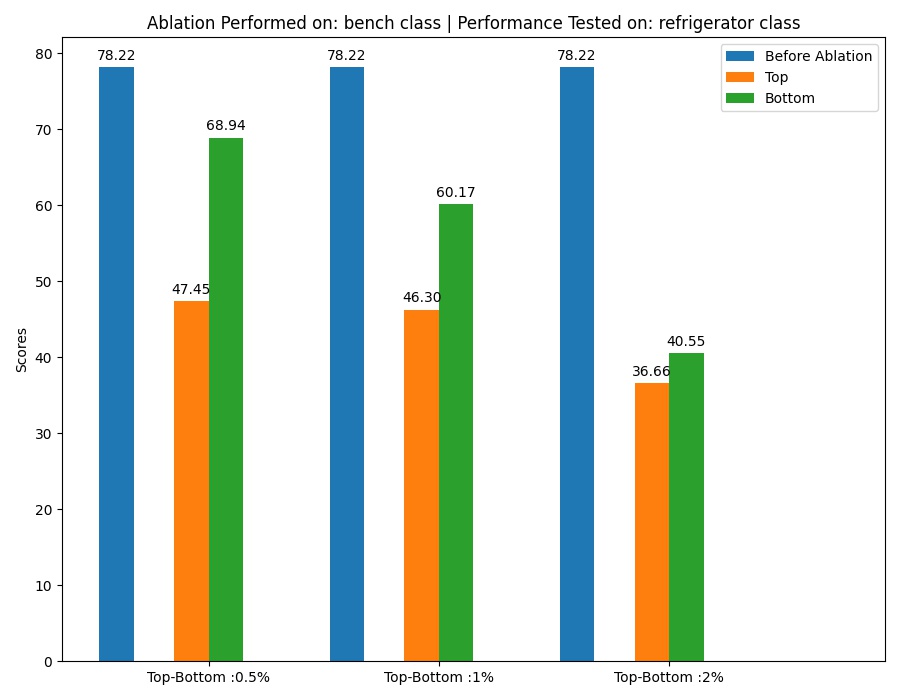 Ablation Performed on: bench class | Performance Tested on: refrigerator class
Before Ablation
Top
Bottom
Scores
80
70
60
50
40
30
20
10
0
78.22
47.45
68.94
78.22
46.30
60.17
78.22
36.66
40.55
Top-Bottom :0.5%
Top-Bottom :1%
Top-Bottom :2%